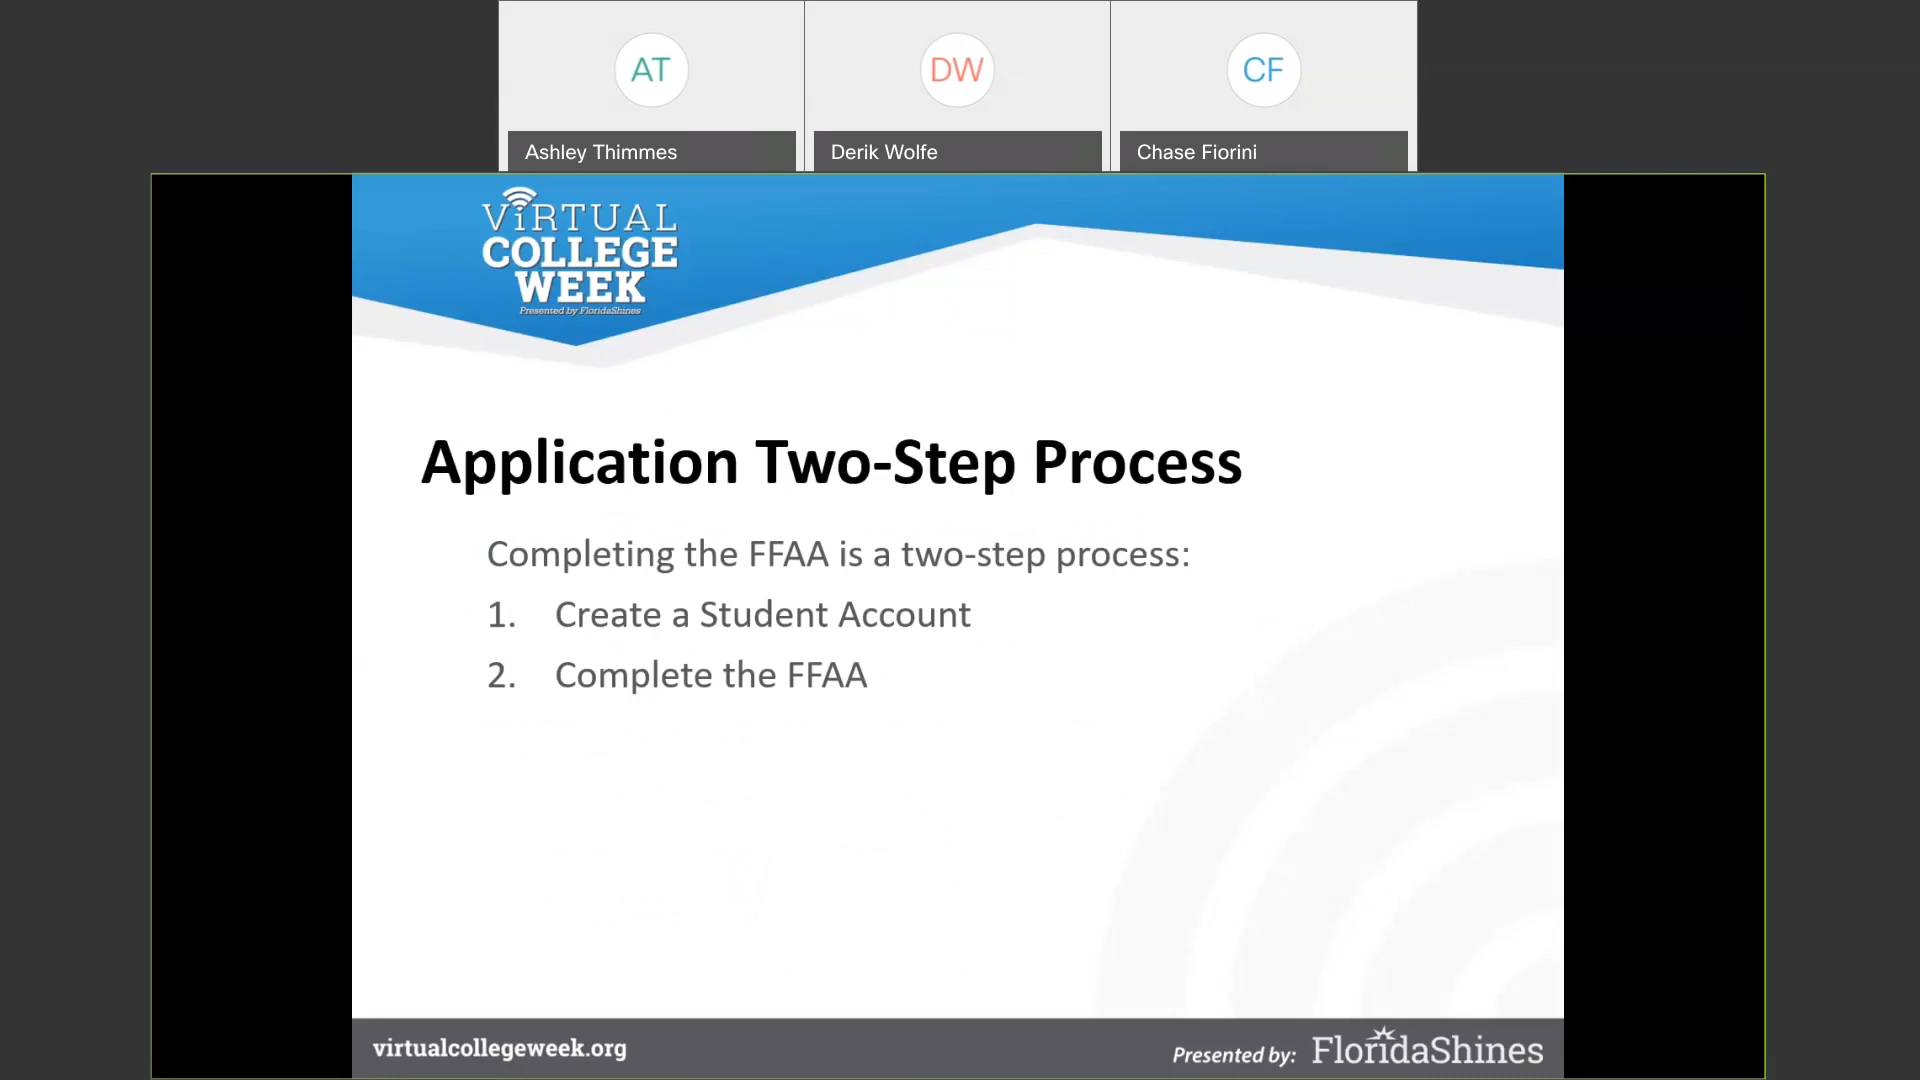 AT
DW
CF
Ashley Thimmes
Derik Wolfe
Chase Fiorini
ViRTUAL
COLLEGE
WEEK
Presented by FloridaShines
Application Two-Step Process
Completing the FFAA is a two-step process:
1. Create a Student Account
2. Complete the FFAA
virtualcollegeweek.org
Presented by: FloridaShines